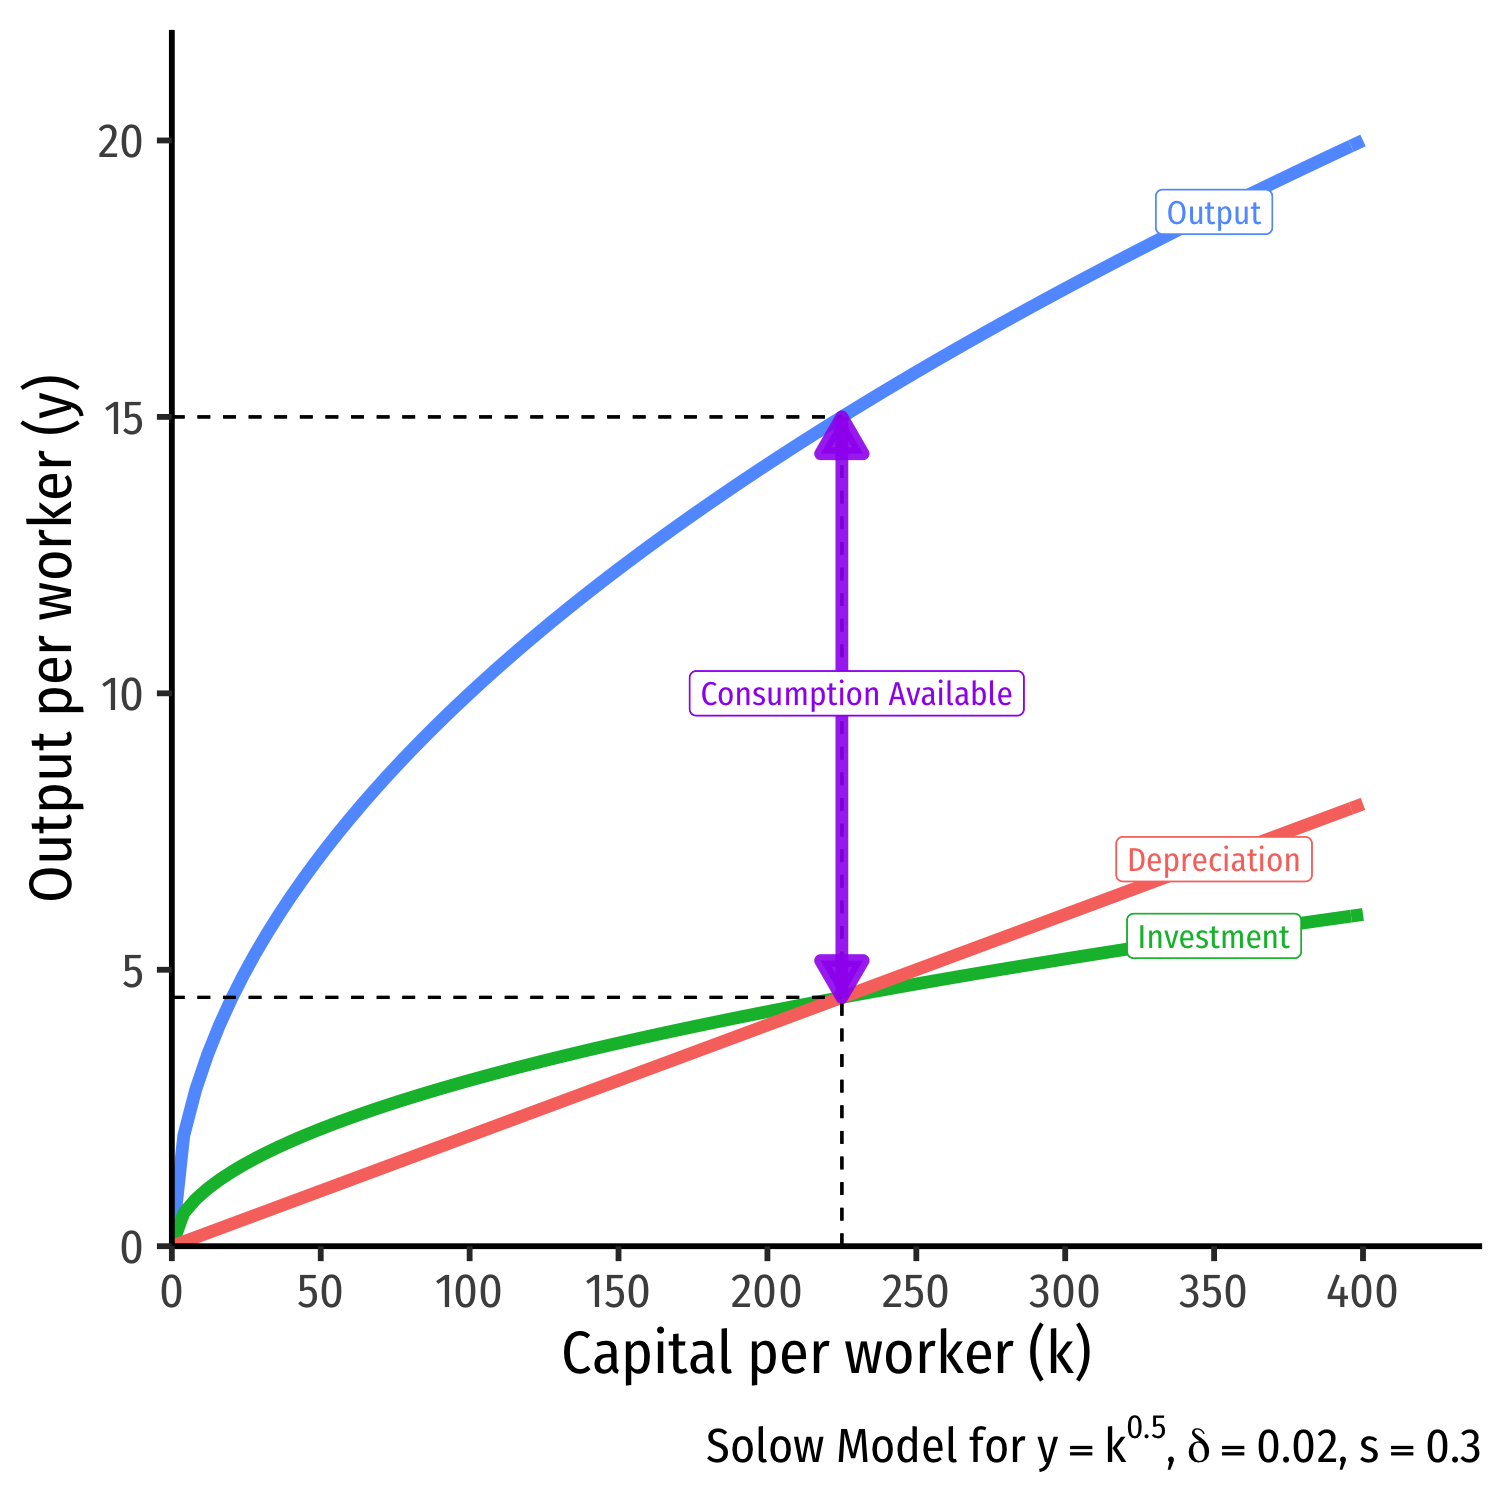 Output per worker (y)
20
15
10
5
0
Output
Consumption Available
Depreciation
Investment
0 50 100 150 200 250 300 350 400
Capital per worker (k)
Solow Model for y = k^0.5, δ = 0.02, s = 0.3